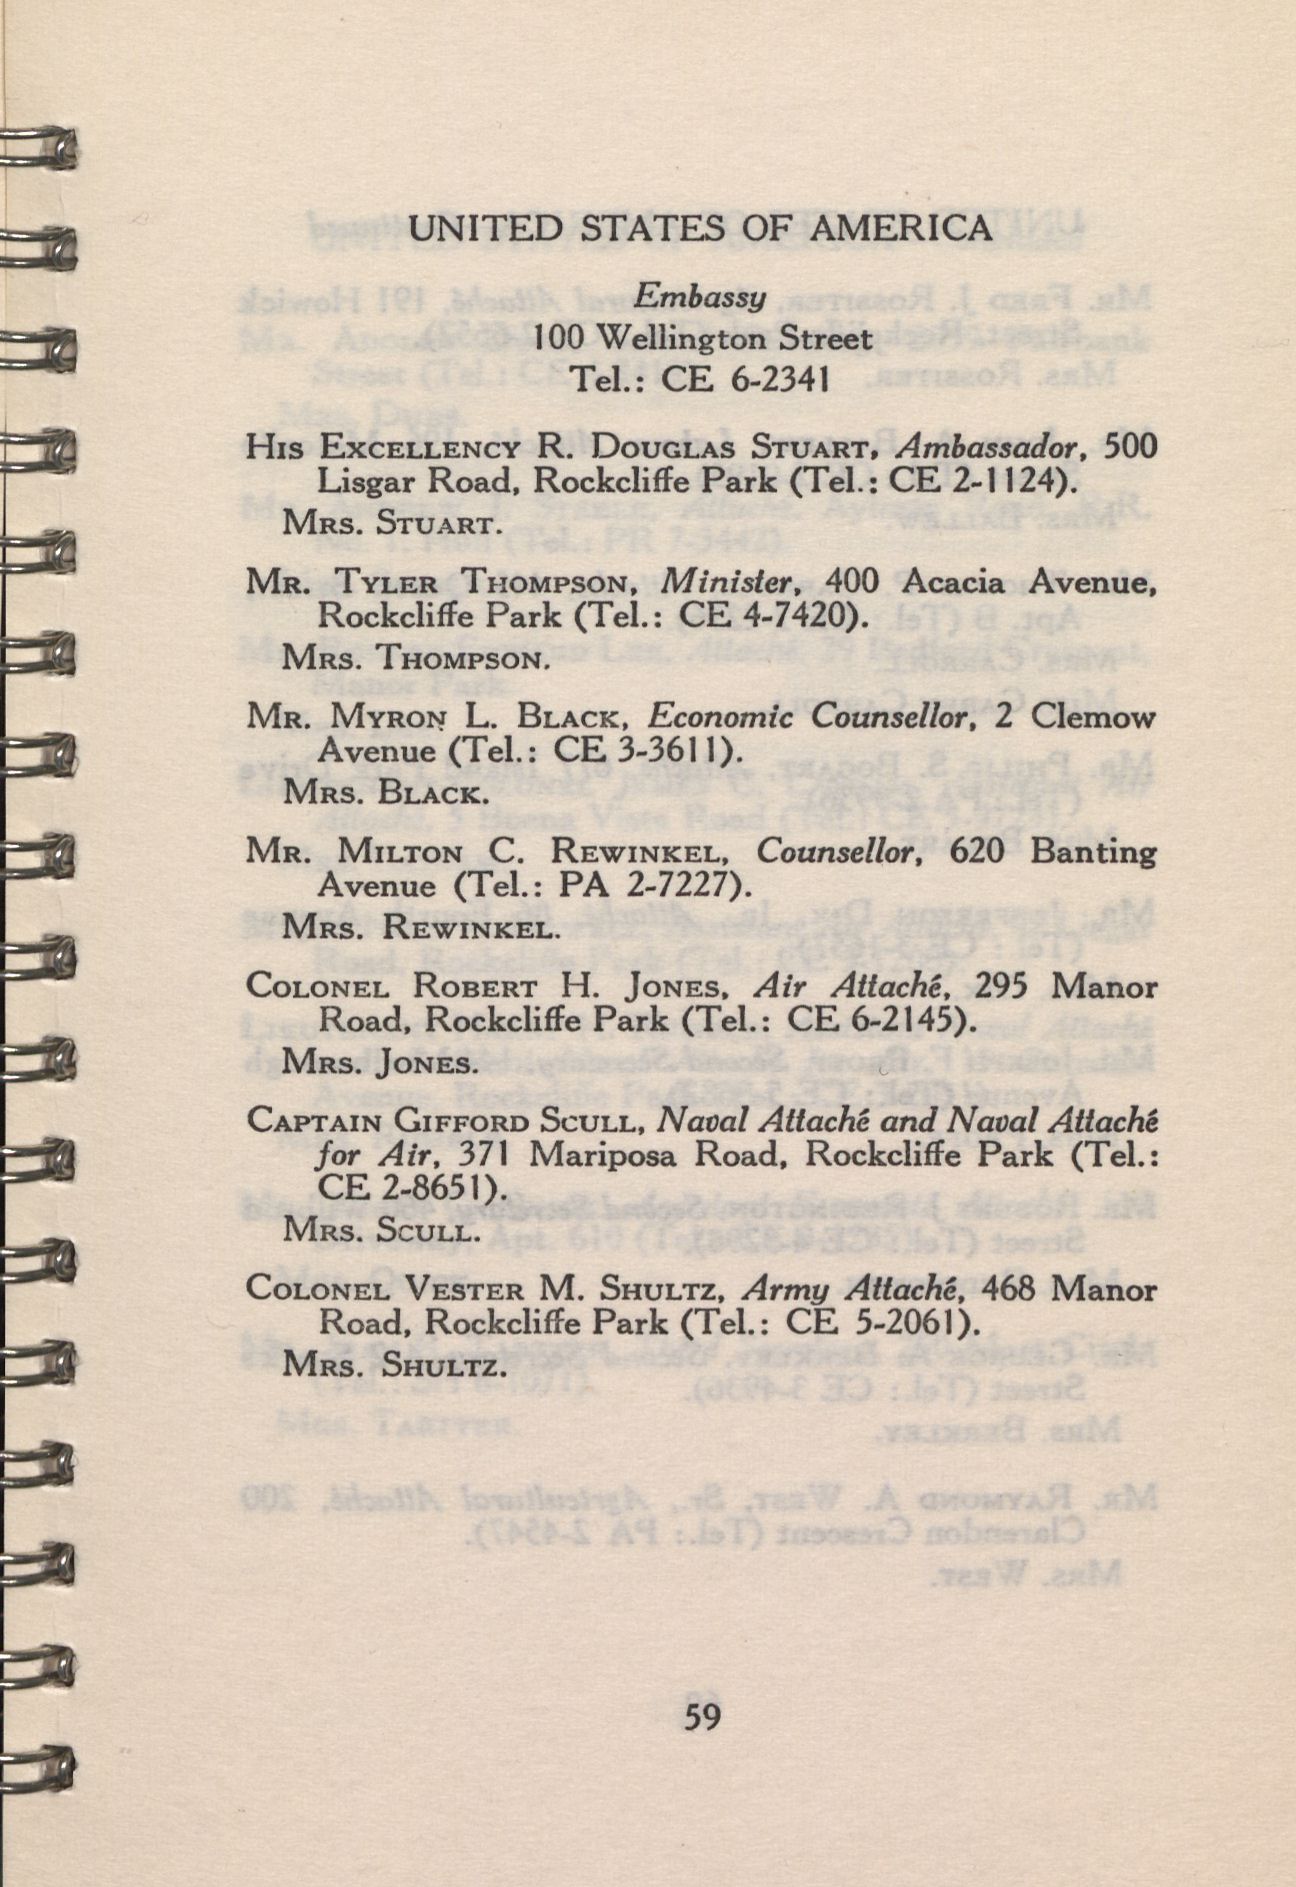 UNITED STATES OF AMERICA
Embassy
100 Wellington Street
Tel.: CE 6-2341
HIS EXCELLENCY R. DOUGLAS STUART, Ambassador, 500
Lisgar Road, Rockcliffe Park (Tel.: CE 2-1124).
MRS. STUART.
MR. TYLER THOMPSON, Minister, 400 Acacia Avenue,
Rockcliffe Park (Tel.: CE 4-7420).
MRS. THOMPSON.
MR. MYRON L. BLACK, Economic Counsellor, 2 Clemow
Avenue (Tel.: CE 3-3611).
MRS. BLACK.
MR. MILTON C. REWINKEL, Counsellor, 620 Banting
Avenue (Tel.: PA 2-7227).
MRS. REWINKEL.
COLONEL ROBERT H. JONES, Air Attaché, 295 Manor
Road, Rockcliffe Park (Tel.: CE 6-2145).
MRS. JONES.
CAPTAIN GIFFORD SCULL, Naval Attaché and Naval Attaché
for Air, 371 Mariposa Road, Rockcliffe Park (Tel.:
CE 2-8651).
MRS. SCULL.
COLONEL VESTER M. SHULTZ, Army Attaché, 468 Manor
Road, Rockcliffe Park (Tel.: CE 5-2061).
MRS. SHULTZ.
59